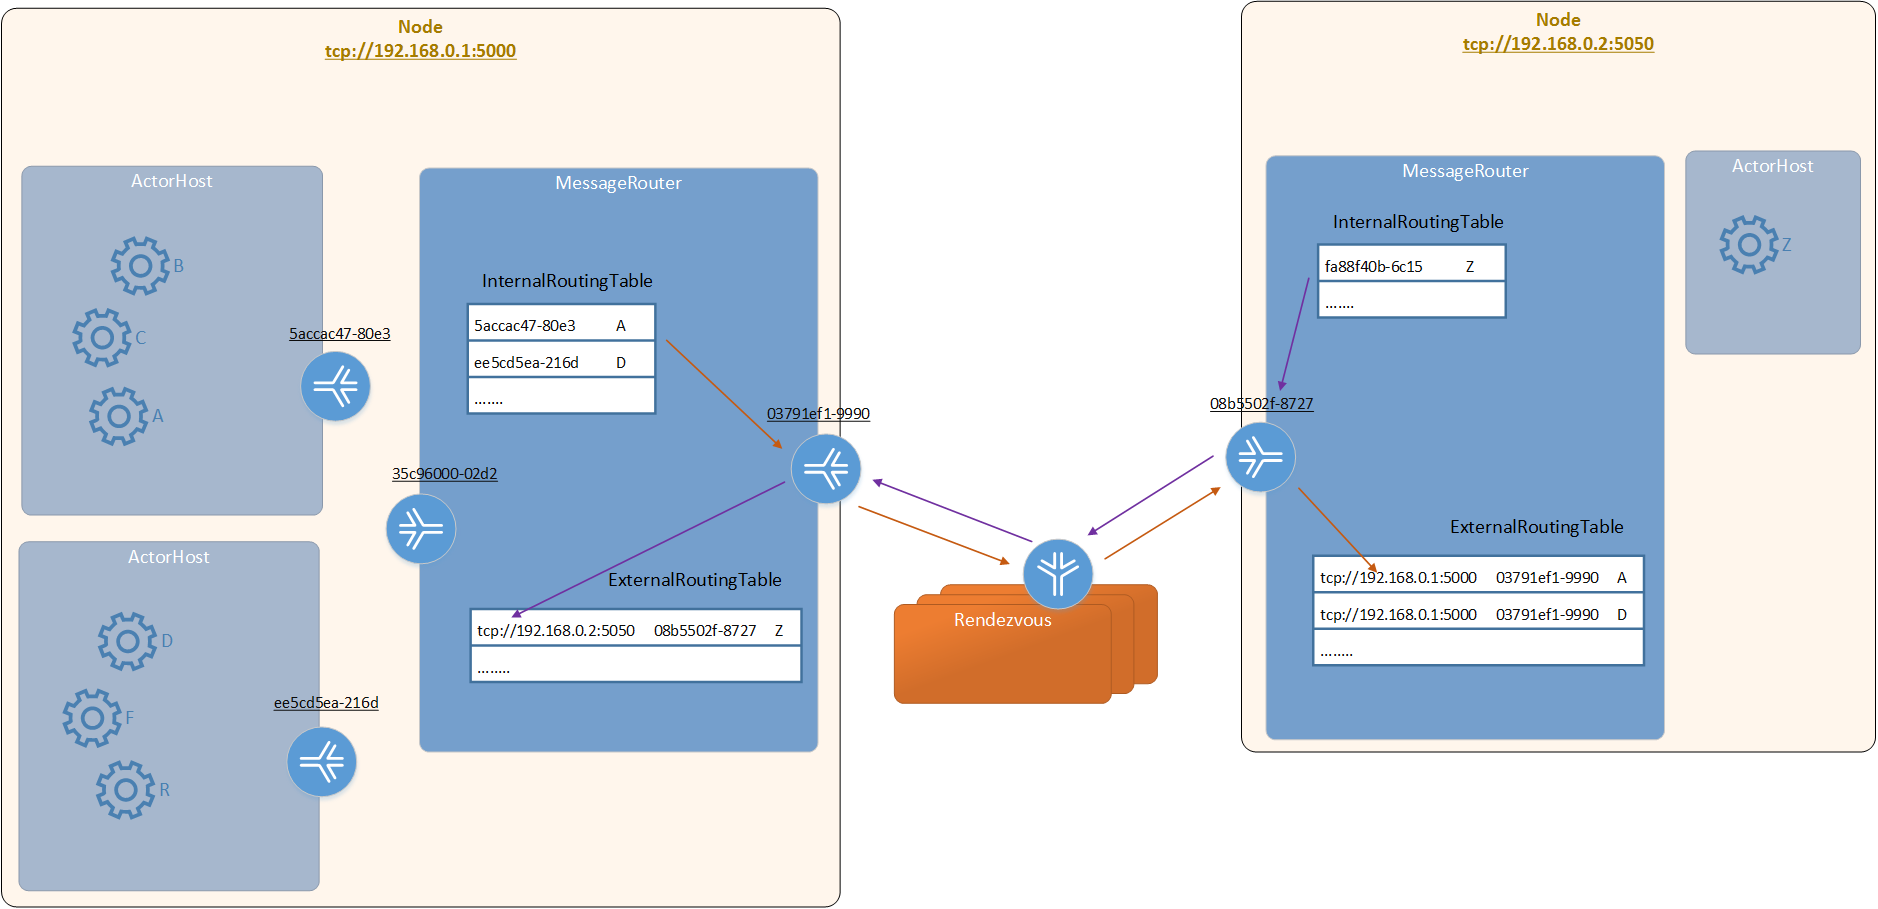 Node
tcp://192.168.0.1:5000
ActorHost
B
C
A
5accac47-80e3
ActorHost
D
F
R
ee5cd5ea-216d
35c96000-02d2
MessageRouter
InternalRoutingTable
5accac47-80e3 A
ee5cd5ea-216d D
.......
03791ef1-9990
ExternalRoutingTable
tcp://192.168.0.2:5050 08b5502f-8727 Z
........
Rendezvous
Node
tcp://192.168.0.2:5050
MessageRouter
InternalRoutingTable
fa88f40b-6c15 Z
.......
08b5502f-8727
ExternalRoutingTable
tcp://192.168.0.1:5000 03791ef1-9990 A
tcp://192.168.0.1:5000 03791ef1-9990 D
........
ActorHost
Z